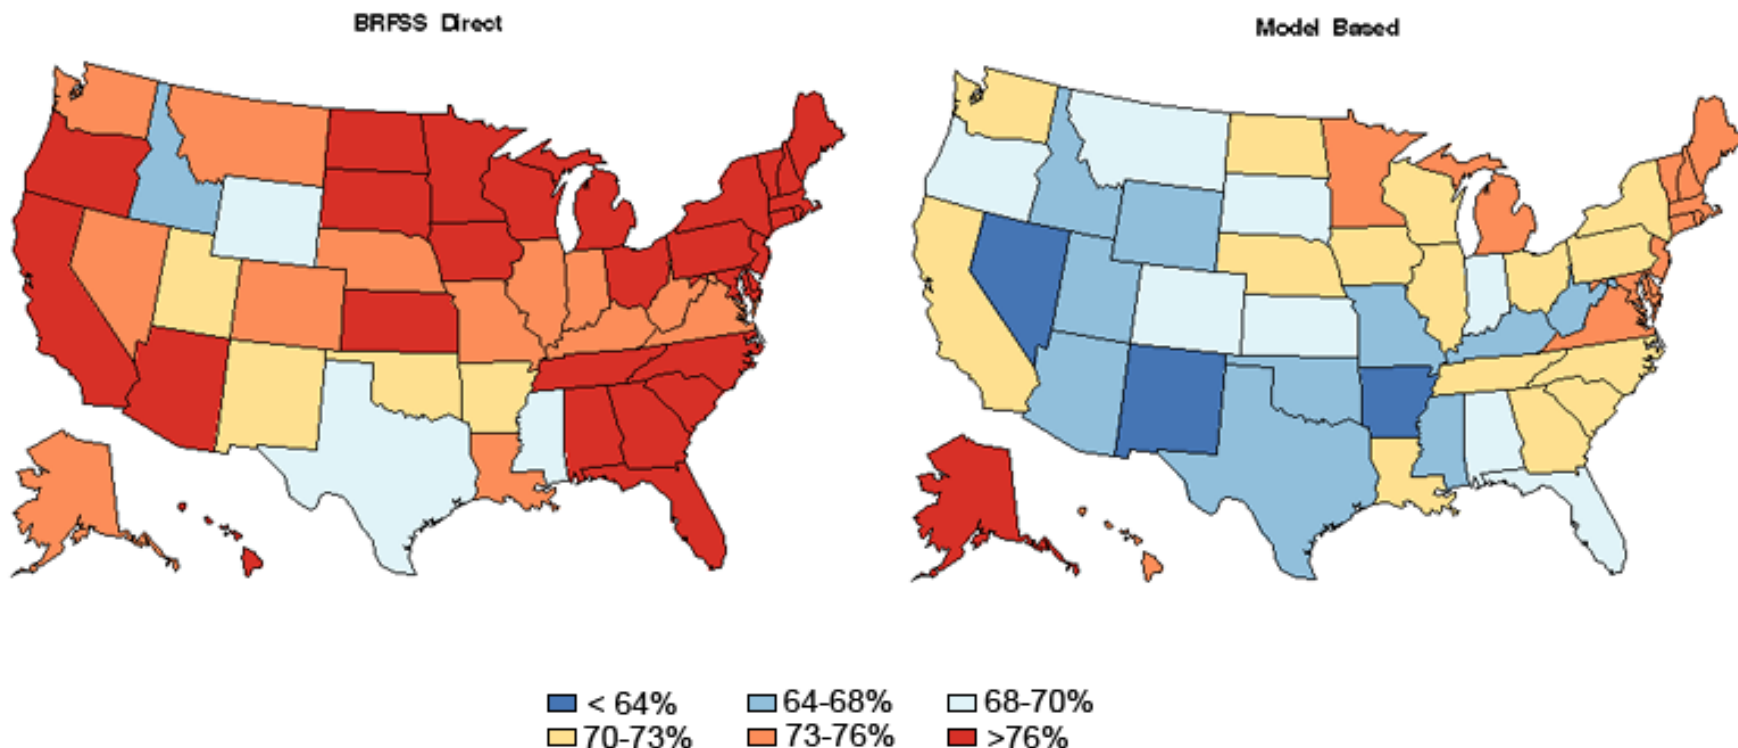 BRFSS Direct
Model Based
< 64% 64-68% 68-70%
70-73% 73-76% >76%